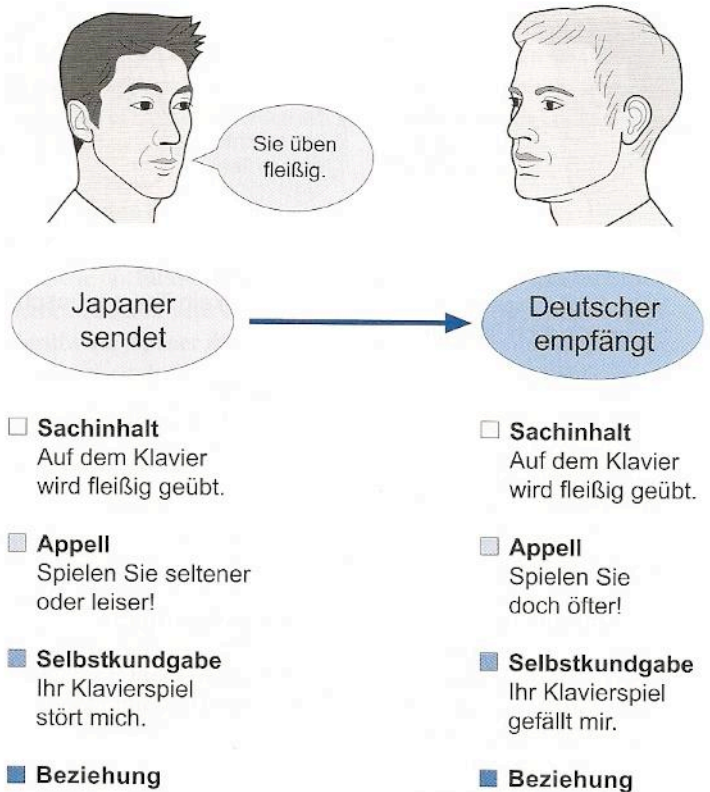 Sie üben
fleißig.
Japaner
sendet
Deutscher
empfängt
Sachinhalt
Auf dem Klavier
wird fleißig geübt.
Appell
Spielen Sie seltener
oder leiser!
Selbstkundgabe
Ihr Klavierspiel
stört mich.
Beziehung
Sachinhalt
Auf dem Klavier
wird fleißig geübt.
Appell
Spielen Sie
doch öfter!
Selbstkundgabe
Ihr Klavierspiel
gefällt mir.
Beziehung